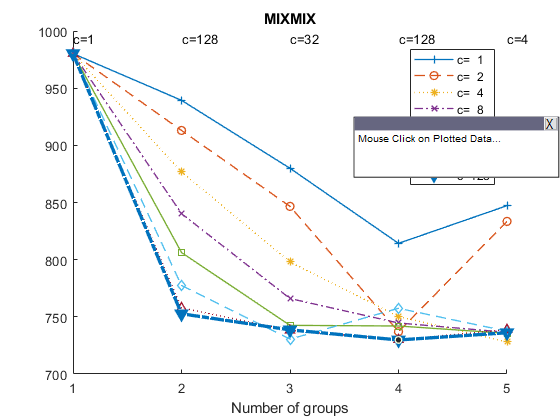 MIXMIX
1000
c=1 c=128 c=32 c=128 c=4
c= 1
c= 2
c= 4
c= 8
X
Mouse Click on Plotted Data...
950
900
850
800
750
700
1 2 3 4 5
Number of groups